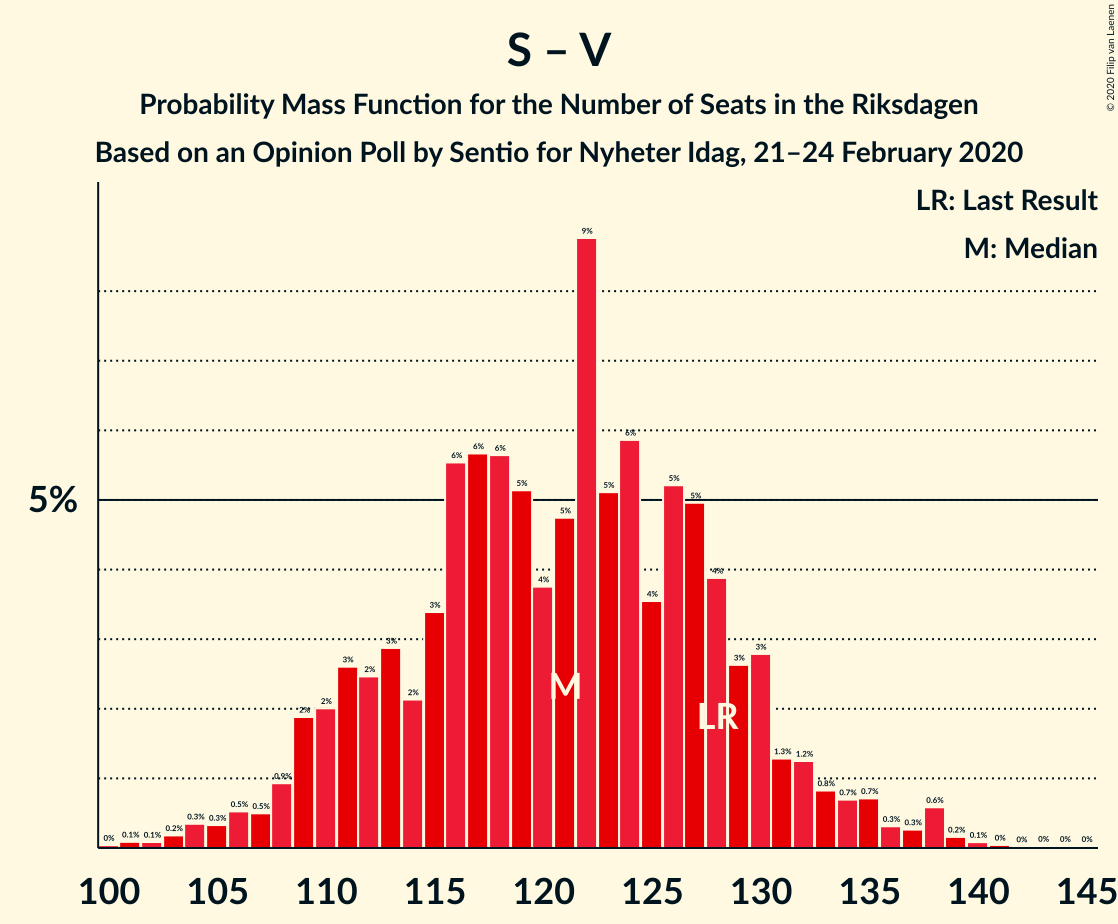 S – V
Probability Mass Function for the Number of Seats in the Riksdagen
Based on an Opinion Poll by Sentio for Nyheter Idag, 21–24 February 2020
© 2020 Filip van Laenen
LR: Last Result
M: Median
5%
0% 0.1% 0.1% 0.2% 0.3% 0.3% 0.5% 0.5% 0.9% 2% 2% 3% 2% 3% 2% 3% 6% 6% 6% 5% 4% 5% 9% 5% 6% 4% 5% 5% 4% 3% 3% 1.3% 1.2% 0.8% 0.7% 0.7% 0.3% 0.3% 0.6% 0.2% 0.1% 0% 0% 0% 0% 0%
M
LR
100 105 110 115 120 125 130 135 140 145